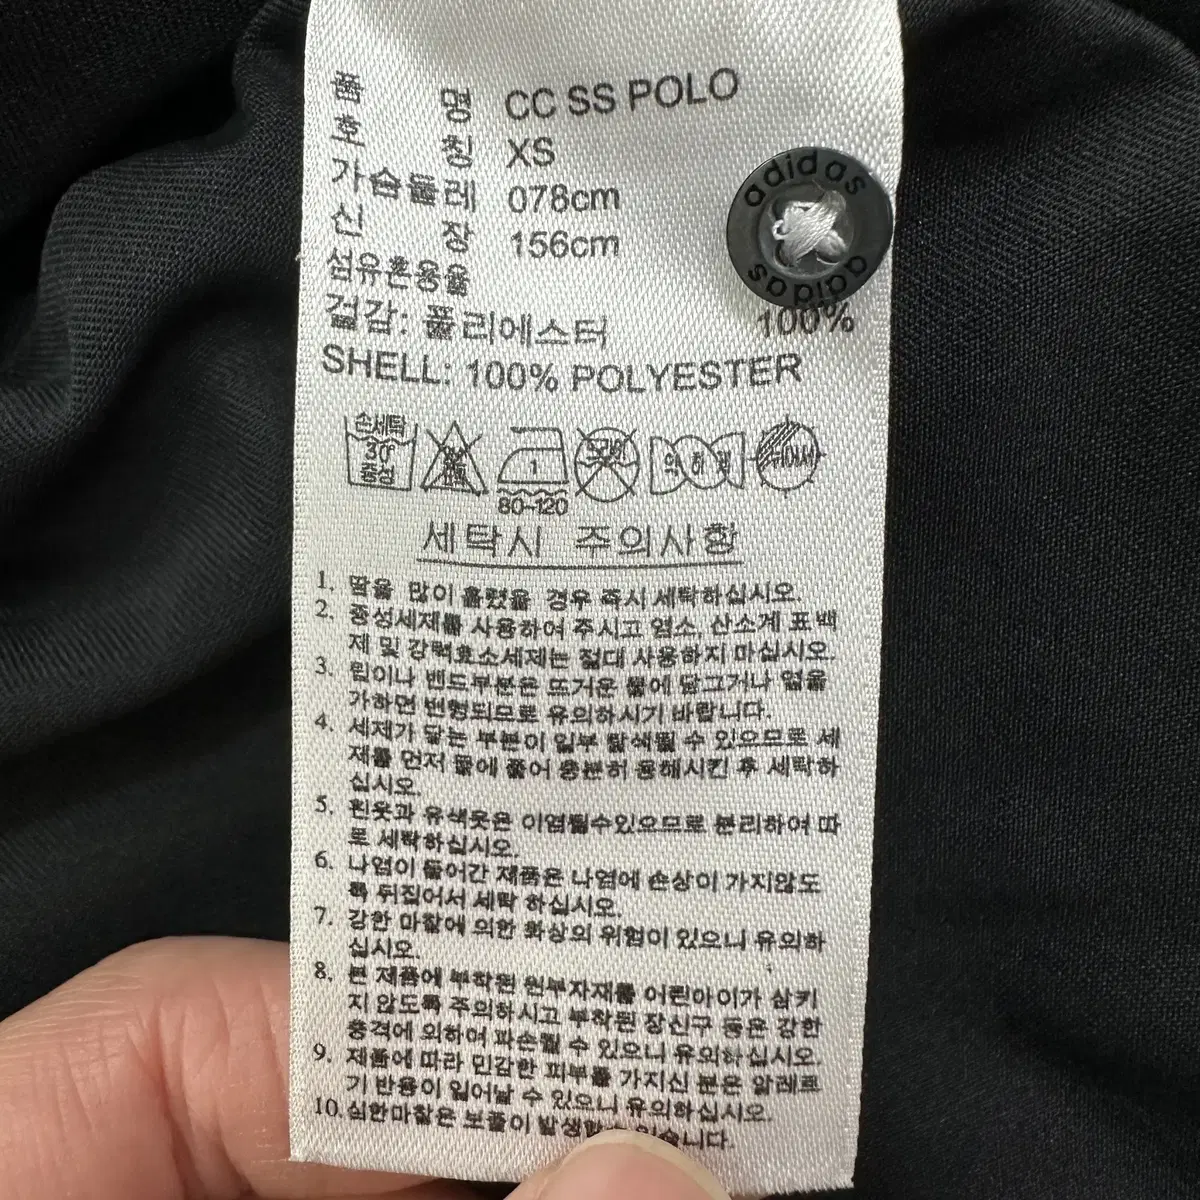 품 명 CC SS POLO
호 칭 XS
가슴둘레 078cm
신 장 156cm
섬유혼용율
겉감: 폴리에스터 100%
SHELL: 100% POLYESTER
adidas
adidas
손세탁
30°
중성
1
80~120
세탁시 주의사항
1. 땀을 많이 흘렸을 경우 즉시 세탁하십시오.
2. 중성세제를 사용하여 주시고 염소, 산소계 표백
제 및 강력효소세제는 절대 사용하지 마십시오.
3. 립이나 밴드부분은 뜨거운 물에 담그거나 열을
가하면 변형되므로 유의하시기 바랍니다.
4. 세제가 닿는 부분이 일부 탈색될 수 있으므로 세
제를 먼저 물에 풀어 충분히 용해시킨 후 세탁하
십시오.
5. 흰옷과 유색옷은 이염될수있으므로 분리하여 따
로 세탁하십시오.
6. 나염이 들어간 제품은 나염에 손상이 가지않도
록 뒤집어서 세탁 하십시오.
7. 강한 마찰에 의한 화상의 위험이 있으니 유의하
십시오.
8. 본 제품에 부착된 원부자재를 어린아이가 삼키
지 않도록 주의하시고 부착된 장신구 등은 강한
충격에 의하여 파손될 수 있으니 유의하십시오
9. 제품에 따라 민감한 피부를 가지신 분은 알레르
기 반응이 일어날 수 있으니 유의하십시오.
10. 심한마찰은 보풀이 발생할 수 있습니다.